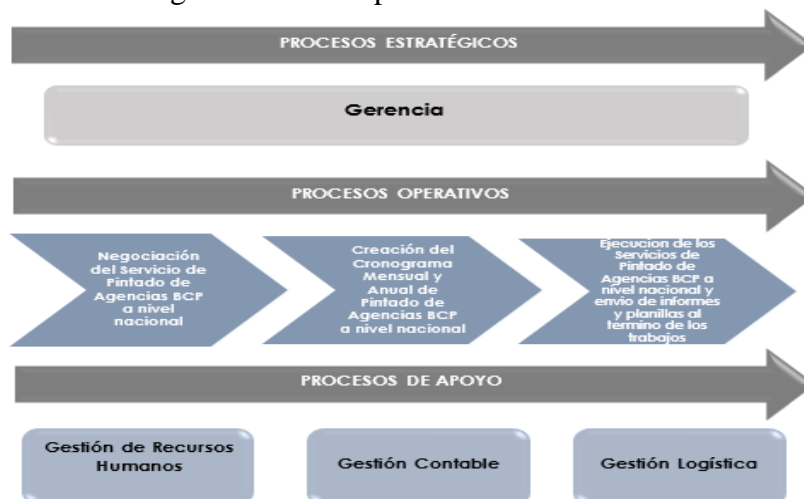 PROCESOS ESTRATÉGICOS
Gerencia
PROCESOS OPERATIVOS
Negociación
del Servicio de
Pintado de
Agencias BCP
a nivel
nacional
Creación del
Cronograma
Mensual y
Anual de
Pintado de
Agencias BCP
a nivel nacional
Ejecucion de los
Servicios de
Pintado de
Agencias BCP a
nivel nacional y
envio de informes
y planillas al
termino de los
trabajos
PROCESOS DE APOYO
Gestión de Recursos
Humanos
Gestión Contable
Gestión Logística